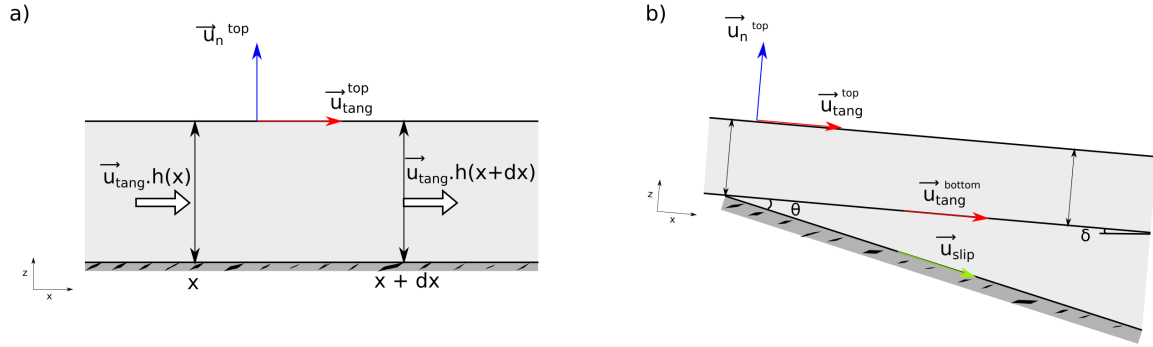 a)
u_n^top
u_tang^top
u_tang.h(x)
u_tang.h(x+dx)
z
x
x
x + dx
b)
u_n^top
u_tang^top
u_tang^bottom
z
x
θ
δ
u_slip